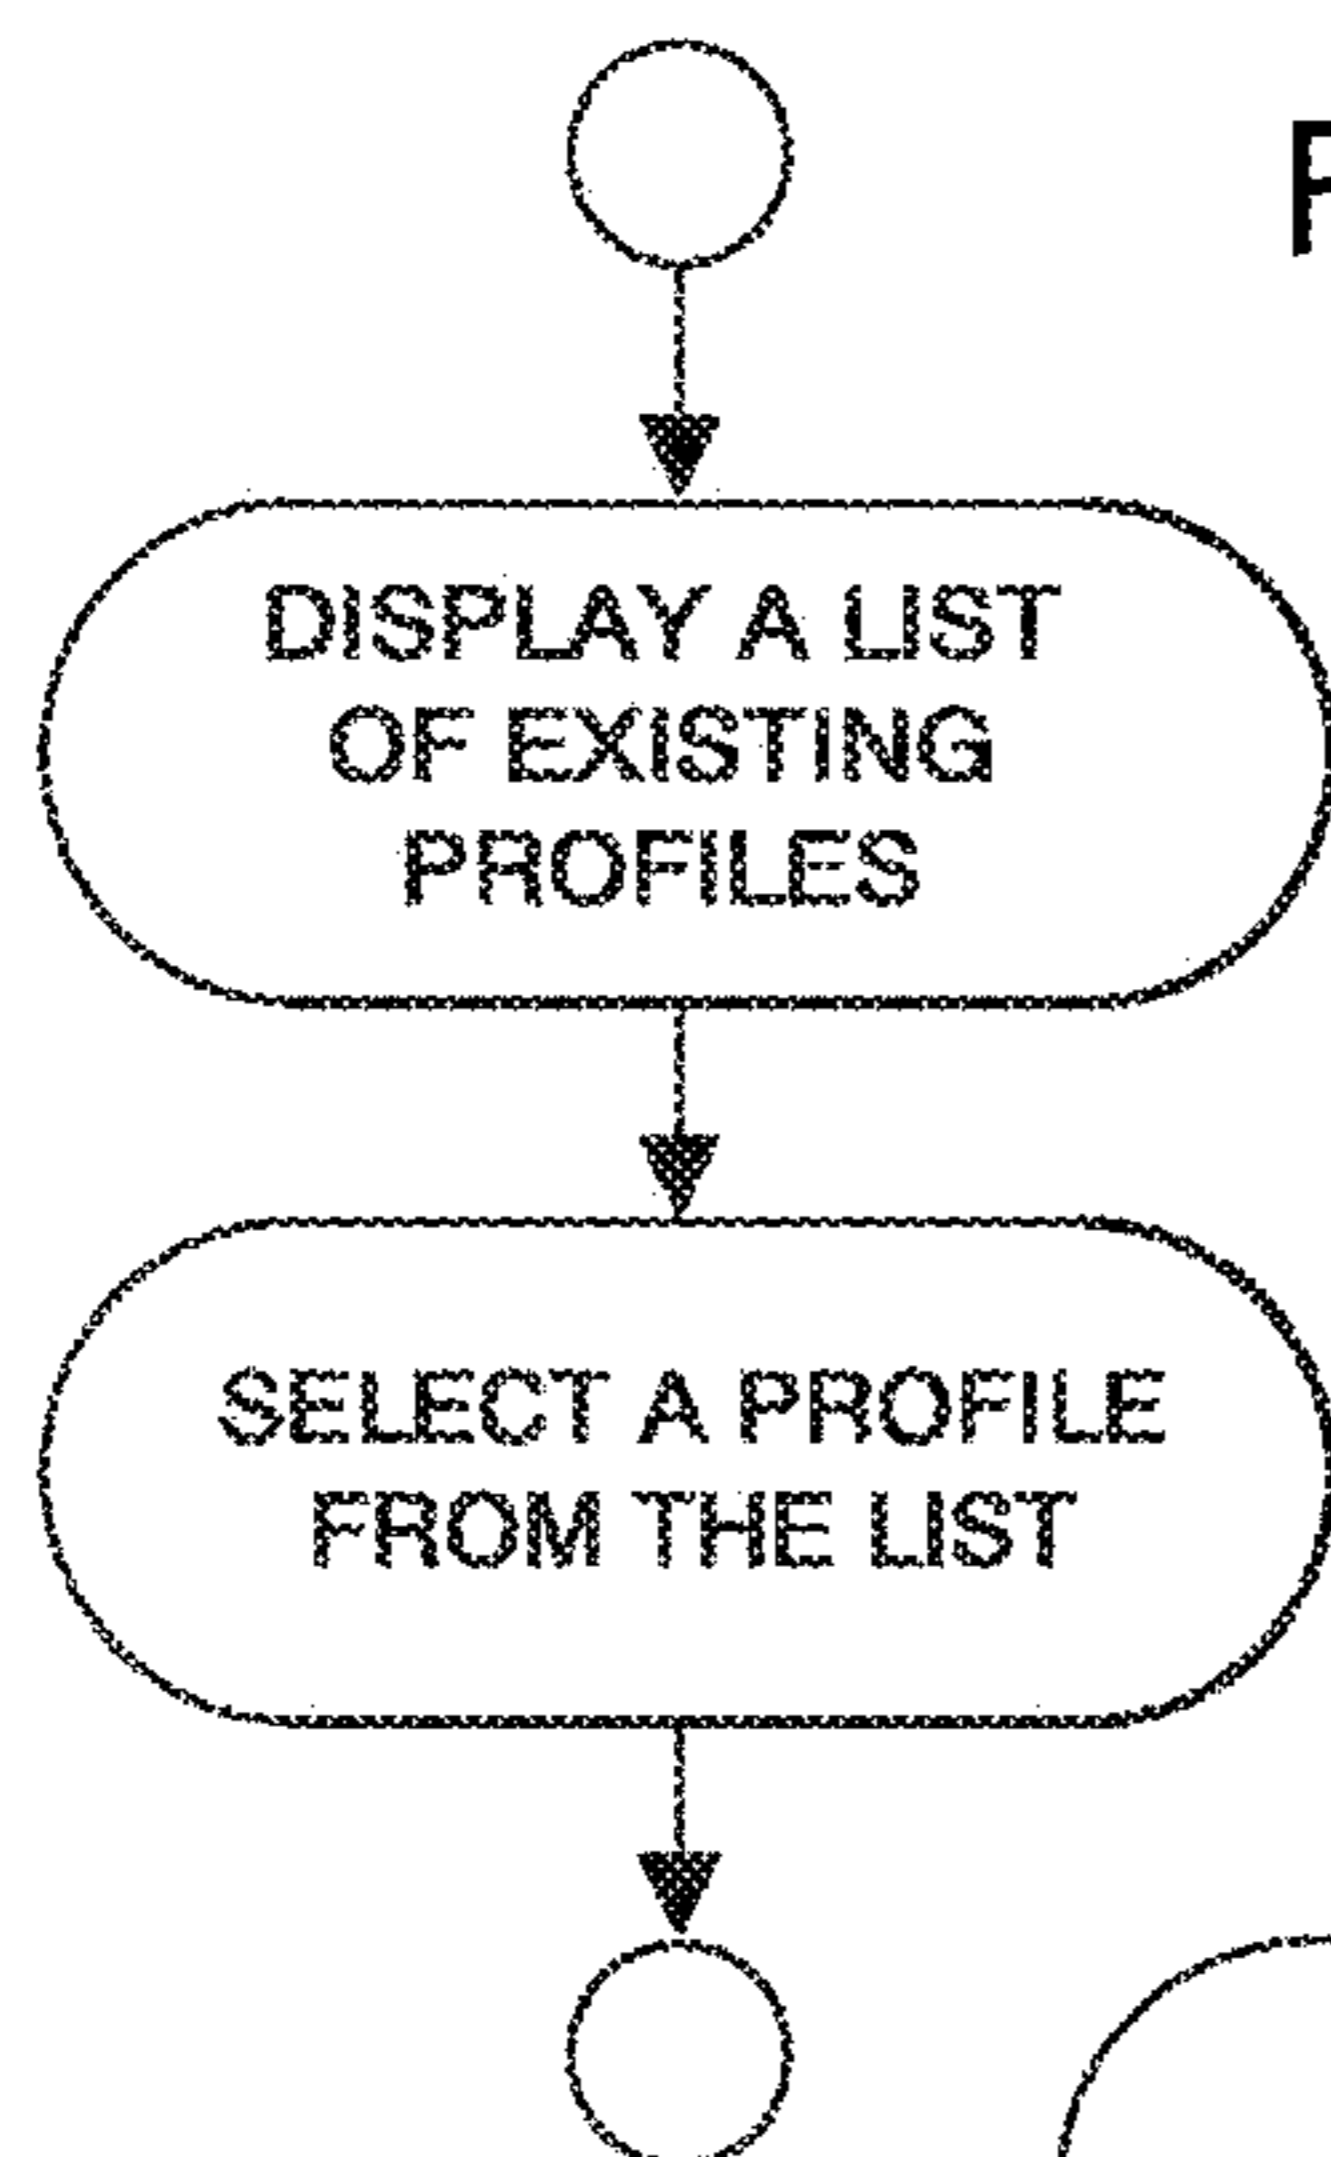 DISPLAY A LIST
OF EXISTING
PROFILES
SELECT A PROFILE
FROM THE LIST